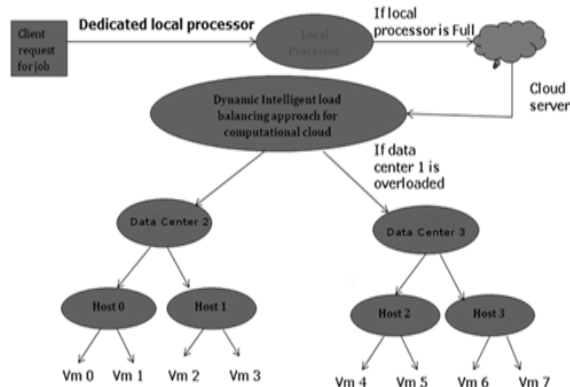 Client
request
for job
Dedicated local processor
Local
Processor
If local
processor is Full
Cloud
server
Dynamic Intelligent load
balancing approach for
computational cloud
If data
center 1 is
overloaded
Data Center 2
Data Center 3
Host 0
Host 1
Host 2
Host 3
Vm 0
Vm 1
Vm 2
Vm 3
Vm 4
Vm 5
Vm 6
Vm 7